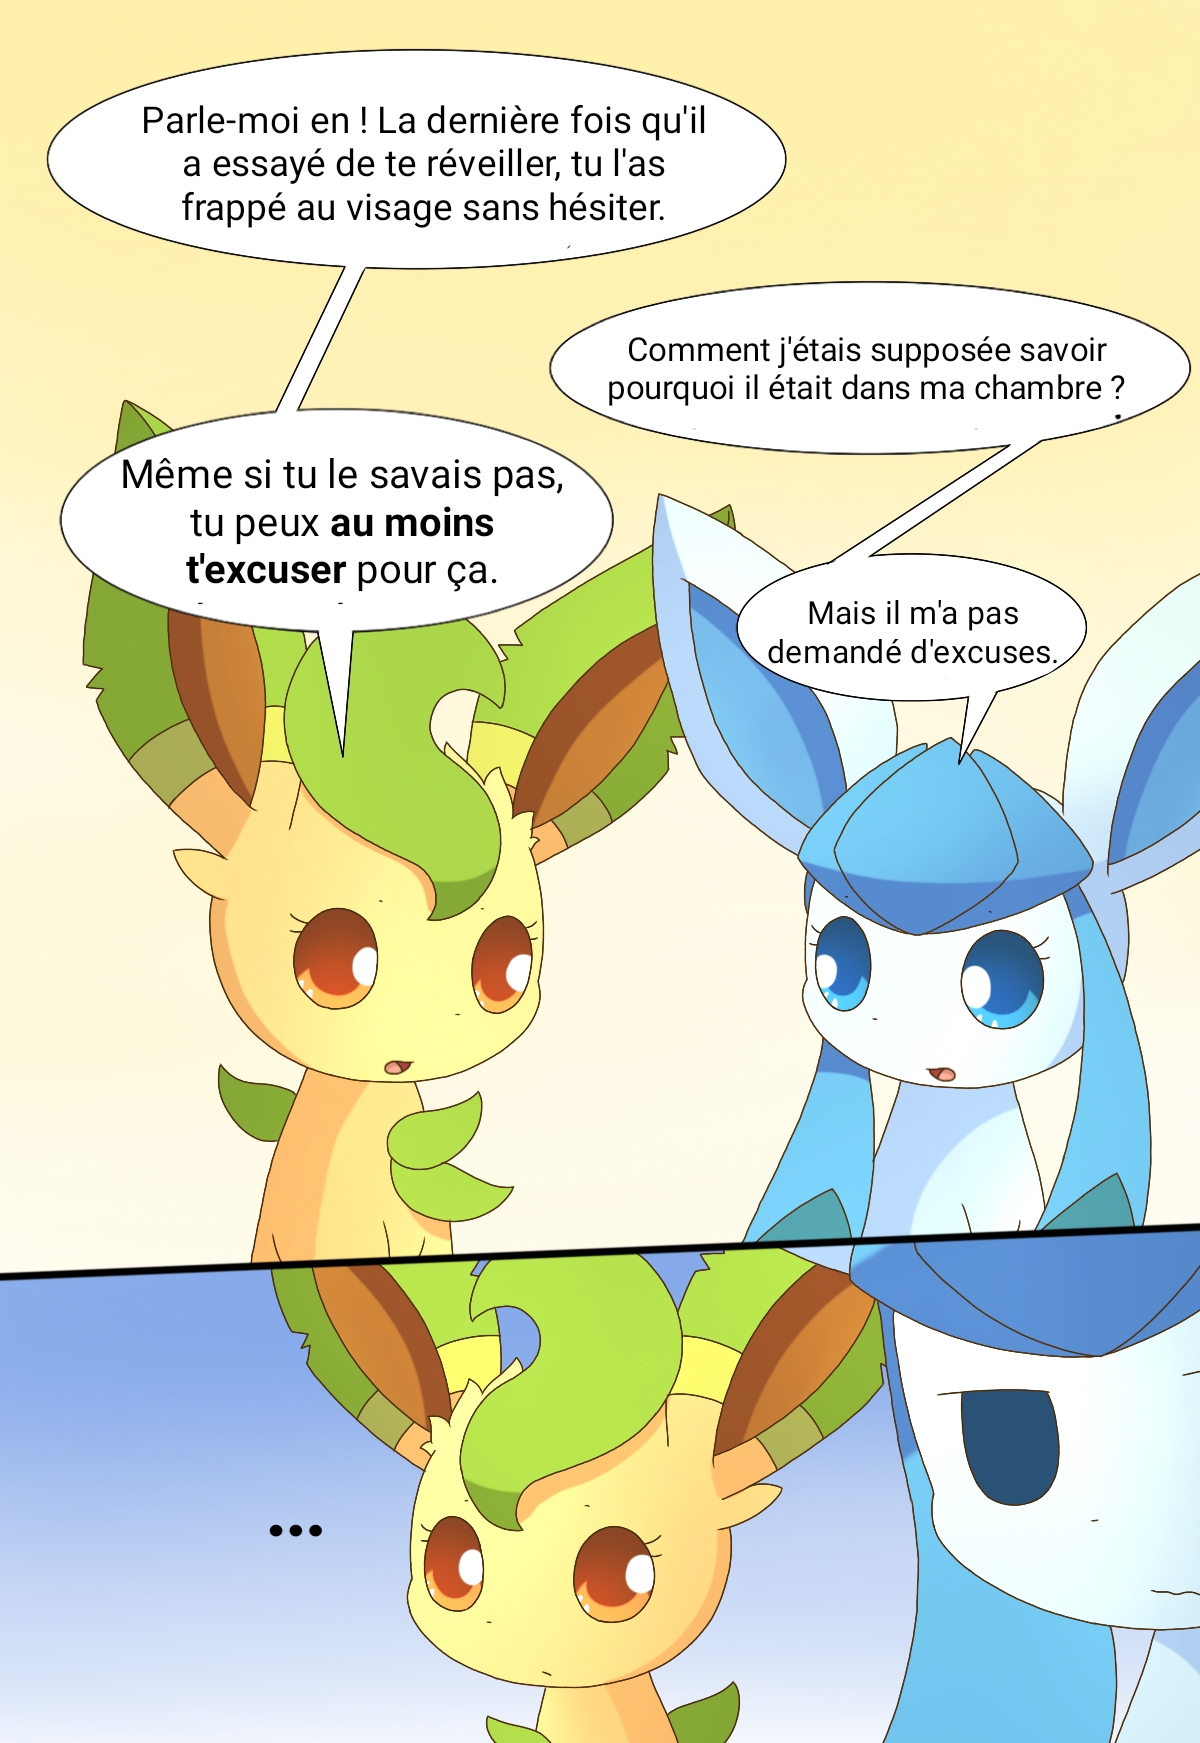 Parle-moi en ! La dernière fois qu'il
a essayé de te réveiller, tu l'as
frappé au visage sans hésiter.
Comment j'étais supposée savoir
pourquoi il était dans ma chambre ?
Même si tu le savais pas,
tu peux au moins
t'excuser pour ça.
Mais il m'a pas
demandé d'excuses.
...